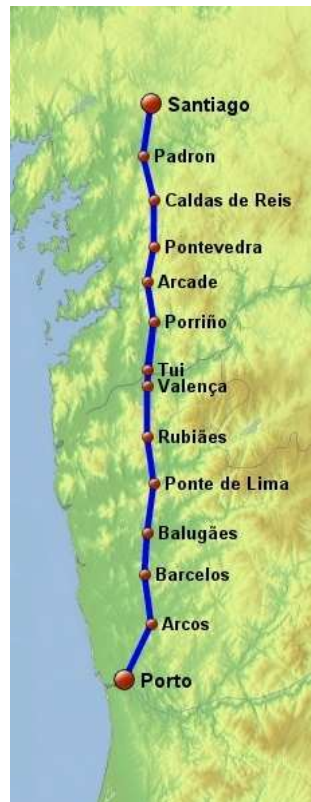 Santiago
Padron
Caldas de Reis
Pontevedra
Arcade
Porriño
Tui
Valença
Rubiães
Ponte de Lima
Balugães
Barcelos
Arcos
Porto